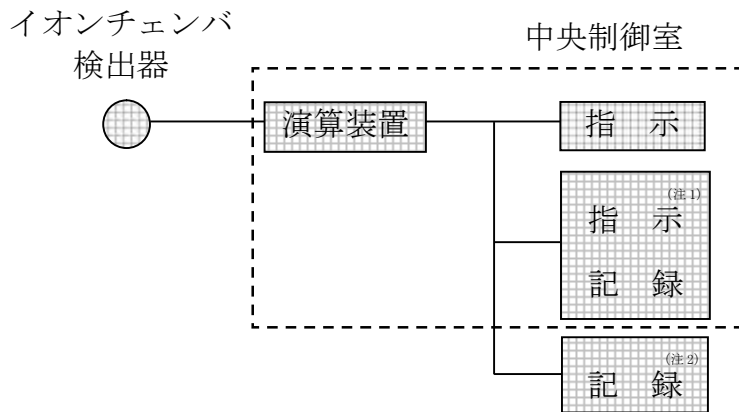 イオンチェンバ
検出器
中央制御室
演算装置
指 示
(注1)
指 示
記 録
(注2)
記 録